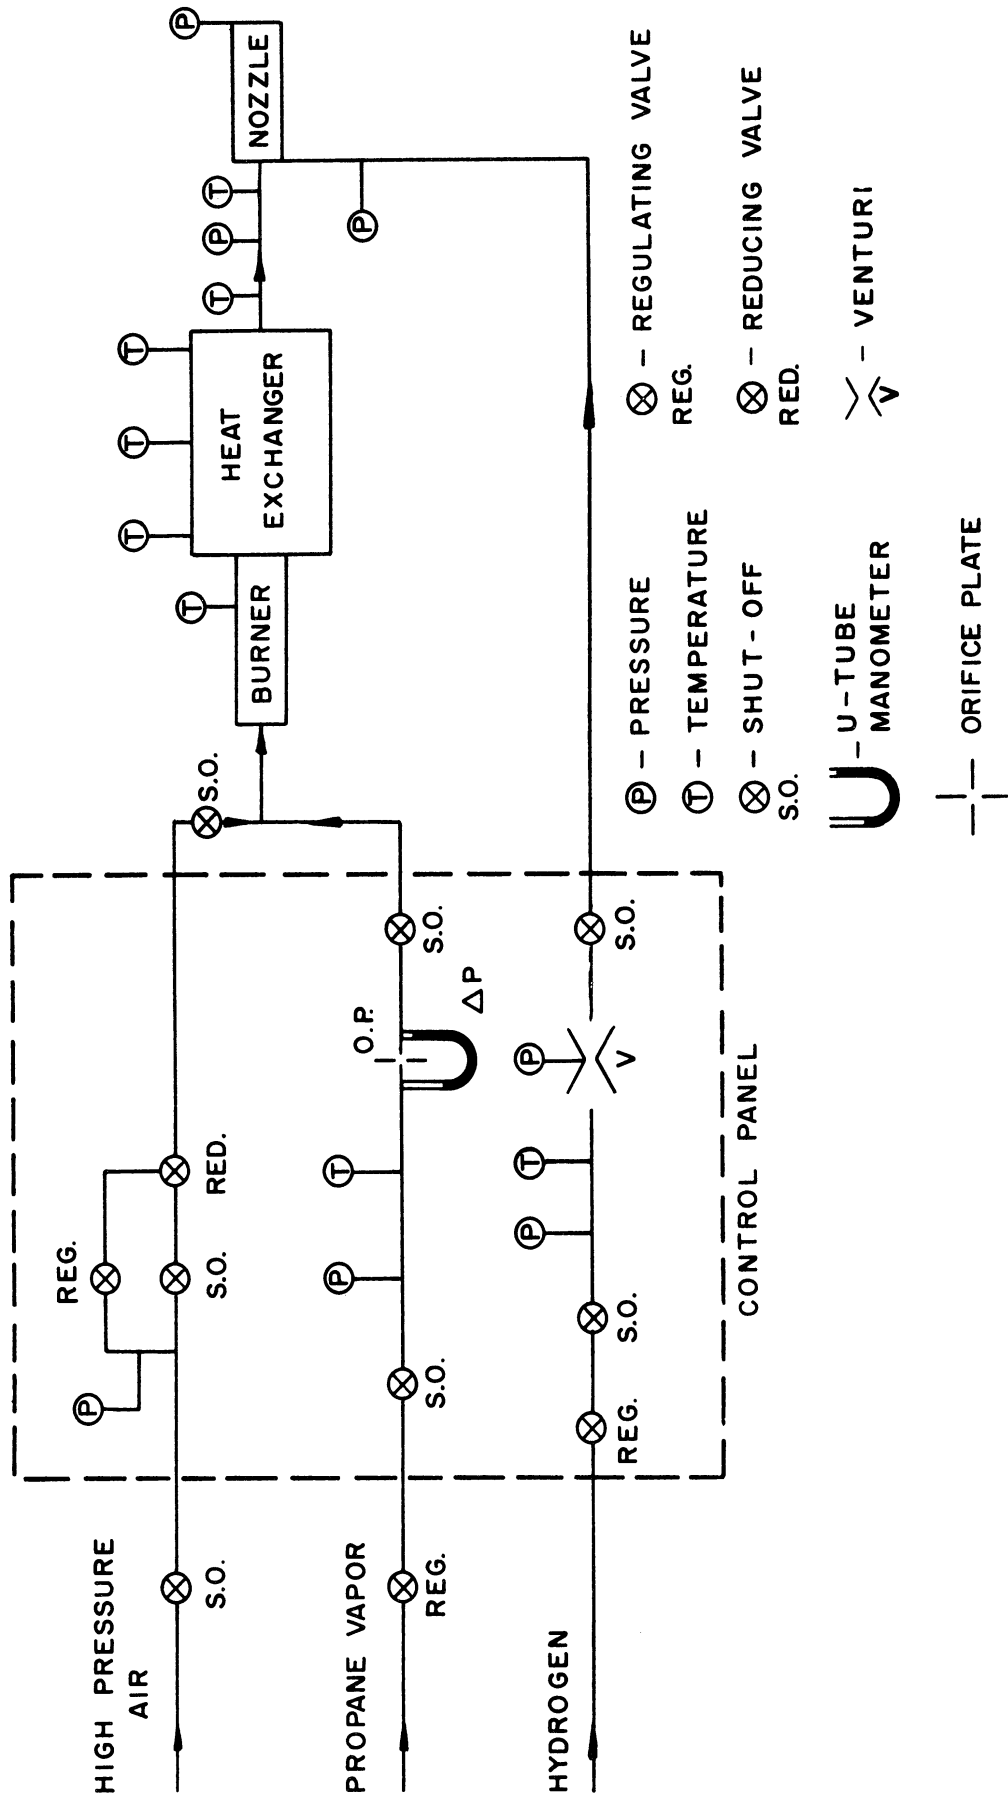 HIGH PRESSURE
AIR
S.O.
P
REG.
S.O.
RED.
S.O.
PROPANE VAPOR
REG.
S.O.
P
T
O.P.
ΔP
S.O.
HYDROGEN
REG.
S.O.
P
T
P
V
S.O.
CONTROL PANEL
BURNER
T
HEAT
EXCHANGER
T
T
T
T
P
T
NOZZLE
P
P
P – PRESSURE
T – TEMPERATURE
– SHUT-OFF
S.O.
– U-TUBE
MANOMETER
– ORIFICE PLATE
– REGULATING VALVE
REG.
– REDUCING VALVE
RED.
– VENTURI
V